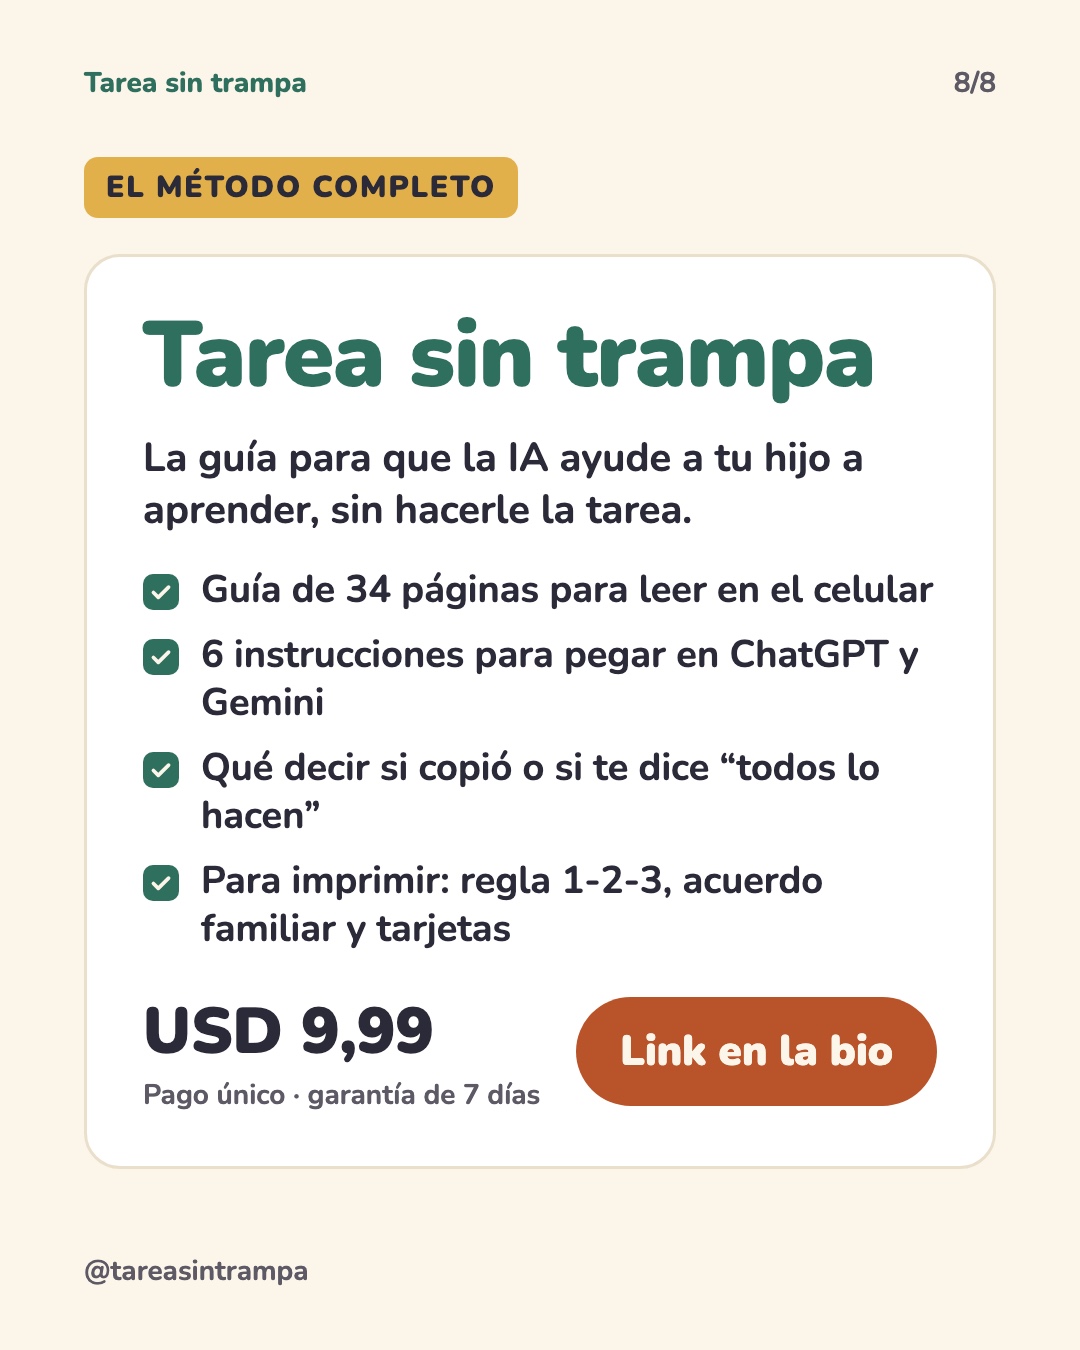 Tarea sin trampa
8/8
EL MÉTODO COMPLETO
Tarea sin trampa
La guía para que la IA ayude a tu hijo a
aprender, sin hacerle la tarea.
Guía de 34 páginas para leer en el celular
6 instrucciones para pegar en ChatGPT y
Gemini
Qué decir si copió o si te dice “todos lo
hacen”
Para imprimir: regla 1-2-3, acuerdo
familiar y tarjetas
USD 9,99
Pago único · garantía de 7 días
Link en la bio
@tareasintrampa